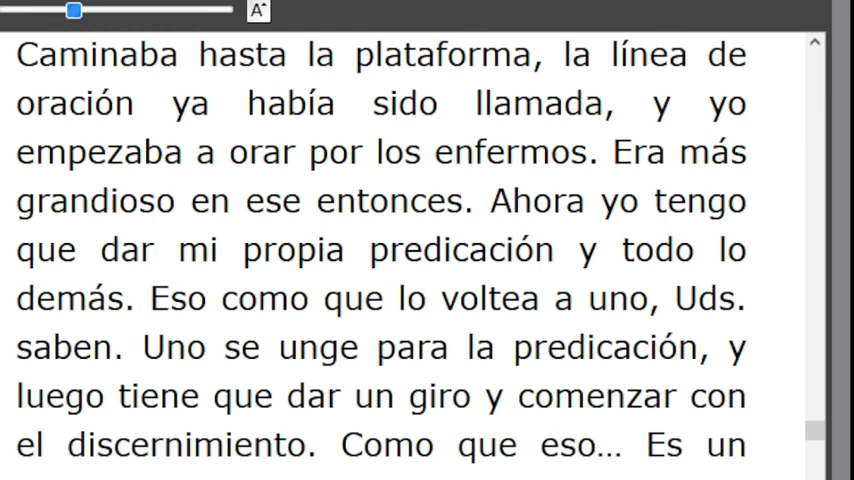 A
Caminaba hasta la plataforma, la línea de
oración ya había sido llamada, y yo
empezaba a orar por los enfermos. Era más
grandioso en ese entonces. Ahora yo tengo
que dar mi propia predicación y todo lo
demás. Eso como que lo voltea a uno, Uds.
saben. Uno se unge para la predicación, y
luego tiene que dar un giro y comenzar con
el discernimiento. Como que eso... Es un